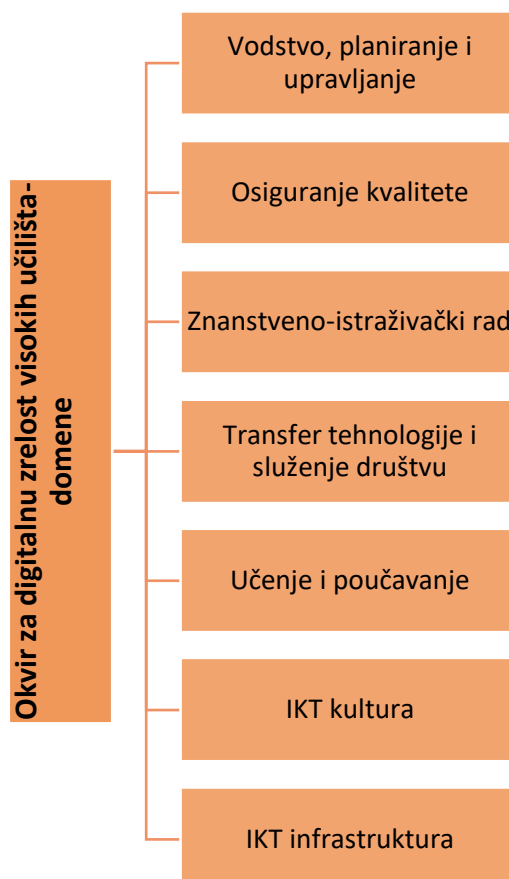 Okvir za digitalnu zrelost visokih učilišta-
domene
Vodstvo, planiranje i
upravljanje
Osiguranje kvalitete
Znanstveno-istraživački rad
Transfer tehnologije i
služenje društvu
Učenje i poučavanje
IKT kultura
IKT infrastruktura